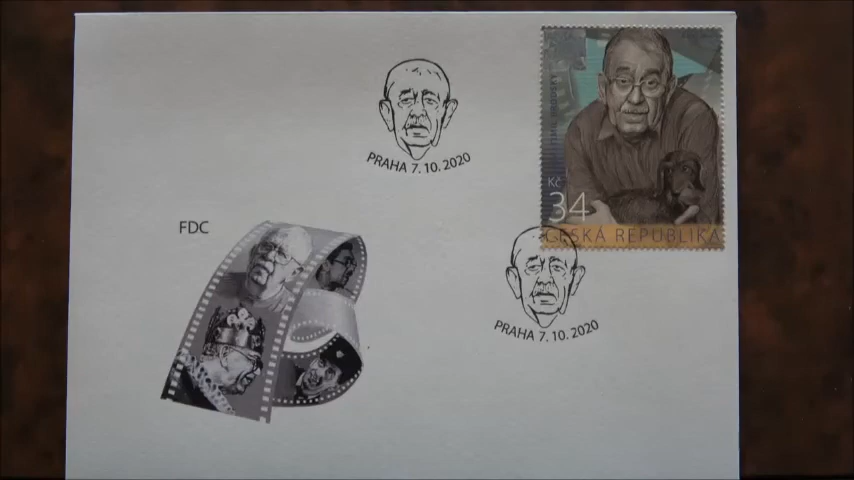 PRAHA 7. 10. 2020
Kč
34
ČESKÁ REPUBLIKA
FDC
PRAHA 7. 10. 2020